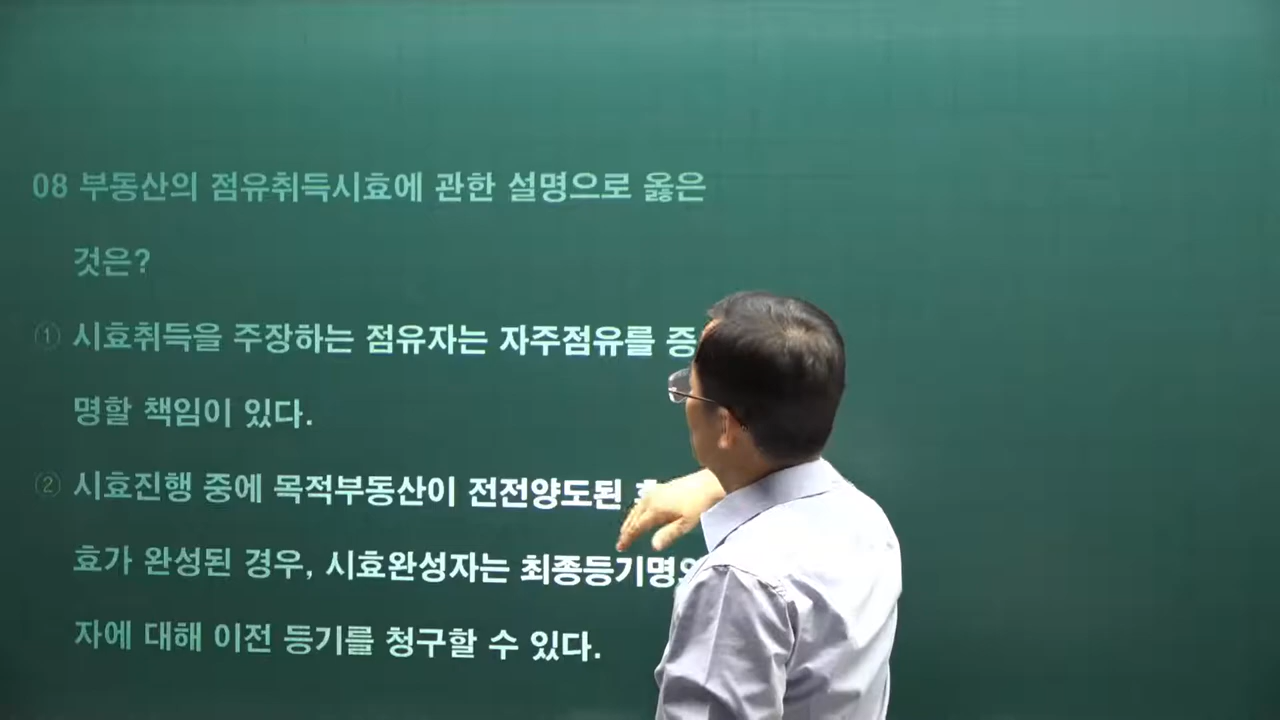 08 부동산의 점유취득시효에 관한 설명으로 옳은
것은?
① 시효취득을 주장하는 점유자는 자주점유를 증
명할 책임이 있다.
② 시효진행 중에 목적부동산이 전전양도된
효가 완성된 경우, 시효완성자는 최종등기명의
자에 대해 이전 등기를 청구할 수 있다.